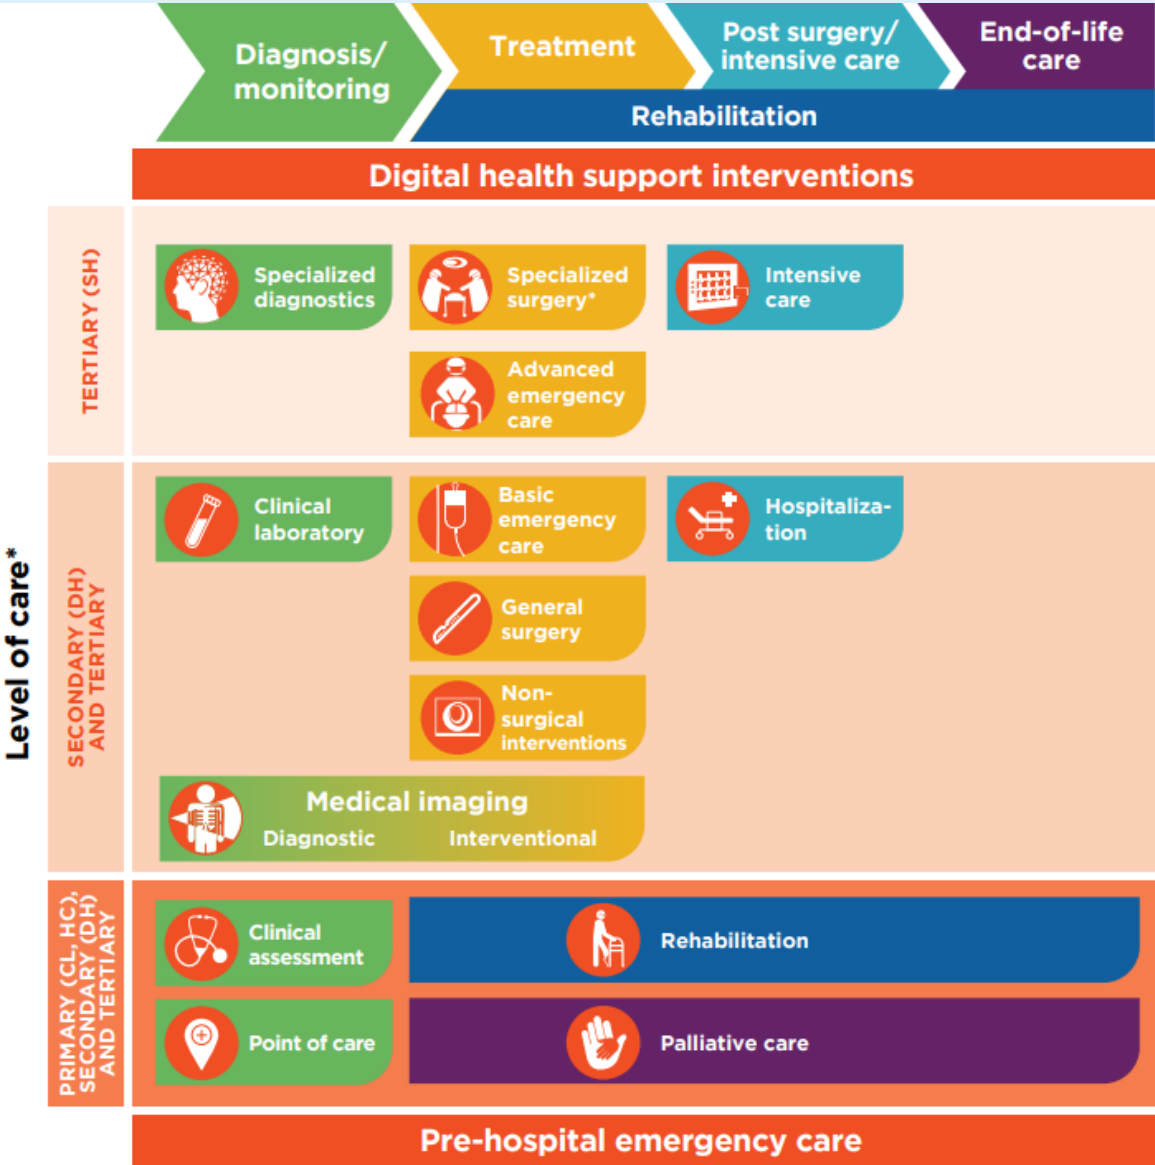 Diagnosis/
monitoring
Treatment
Post surgery/
intensive care
End-of-life
care
Rehabilitation
Digital health support interventions
Level of care*
TERTIARY (SH)
Specialized
diagnostics
Specialized
surgery*
Intensive
care
Advanced
emergency
care
SECONDARY (DH)
AND TERTIARY
Clinical
laboratory
Basic
emergency
care
Hospitaliza-
tion
General
surgery
Non-
surgical
interventions
Medical imaging
Diagnostic
Interventional
PRIMARY (CL, HC),
SECONDARY (DH)
AND TERTIARY
Clinical
assessment
Rehabilitation
Point of care
Palliative care
Pre-hospital emergency care